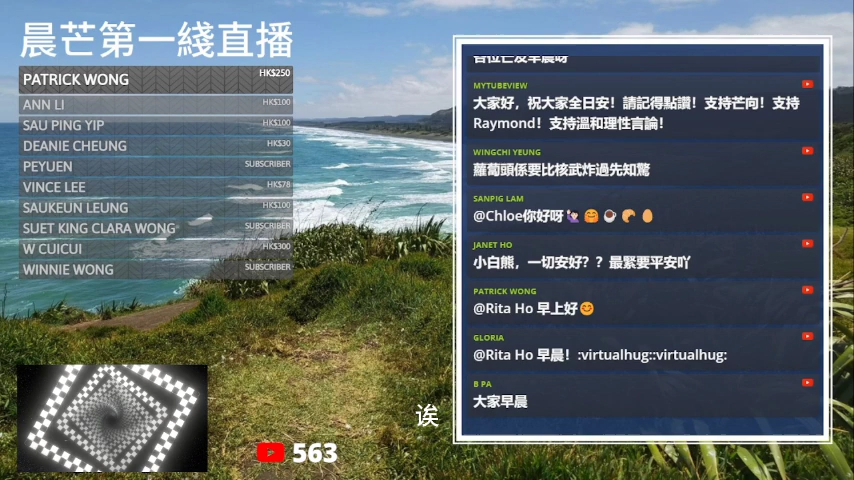 晨芒第一綫直播
PATRICK WONG HK$250
ANN LI HK$100
SAU PING YIP HK$100
DEANIE CHEUNG HK$30
PEYUEN SUBSCRIBER
VINCE LEE HK$78
SAUKEUN LEUNG HK$100
SUET KING CLARA WONG SUBSCRIBER
W CUICUI HK$300
WINNIE WONG SUBSCRIBER
各位芒友早晨呀
MYTUBEVIEW
大家好，祝大家全日安！請記得點讚！支持芒向！支持
Raymond！支持溫和理性言論！
WINGCHI YEUNG
蘿蔔頭係要比核武炸過先知驚
SANPIG LAM
@Chloe你好呀🙋🏻‍♀️🤗☕🥐🥚
JANET HO
小白熊，一切安好？？最緊要平安吖
PATRICK WONG
@Rita Ho 早上好😊
GLORIA
@Rita Ho 早晨！:virtualhug::virtualhug:
B PA
大家早晨
诶
563